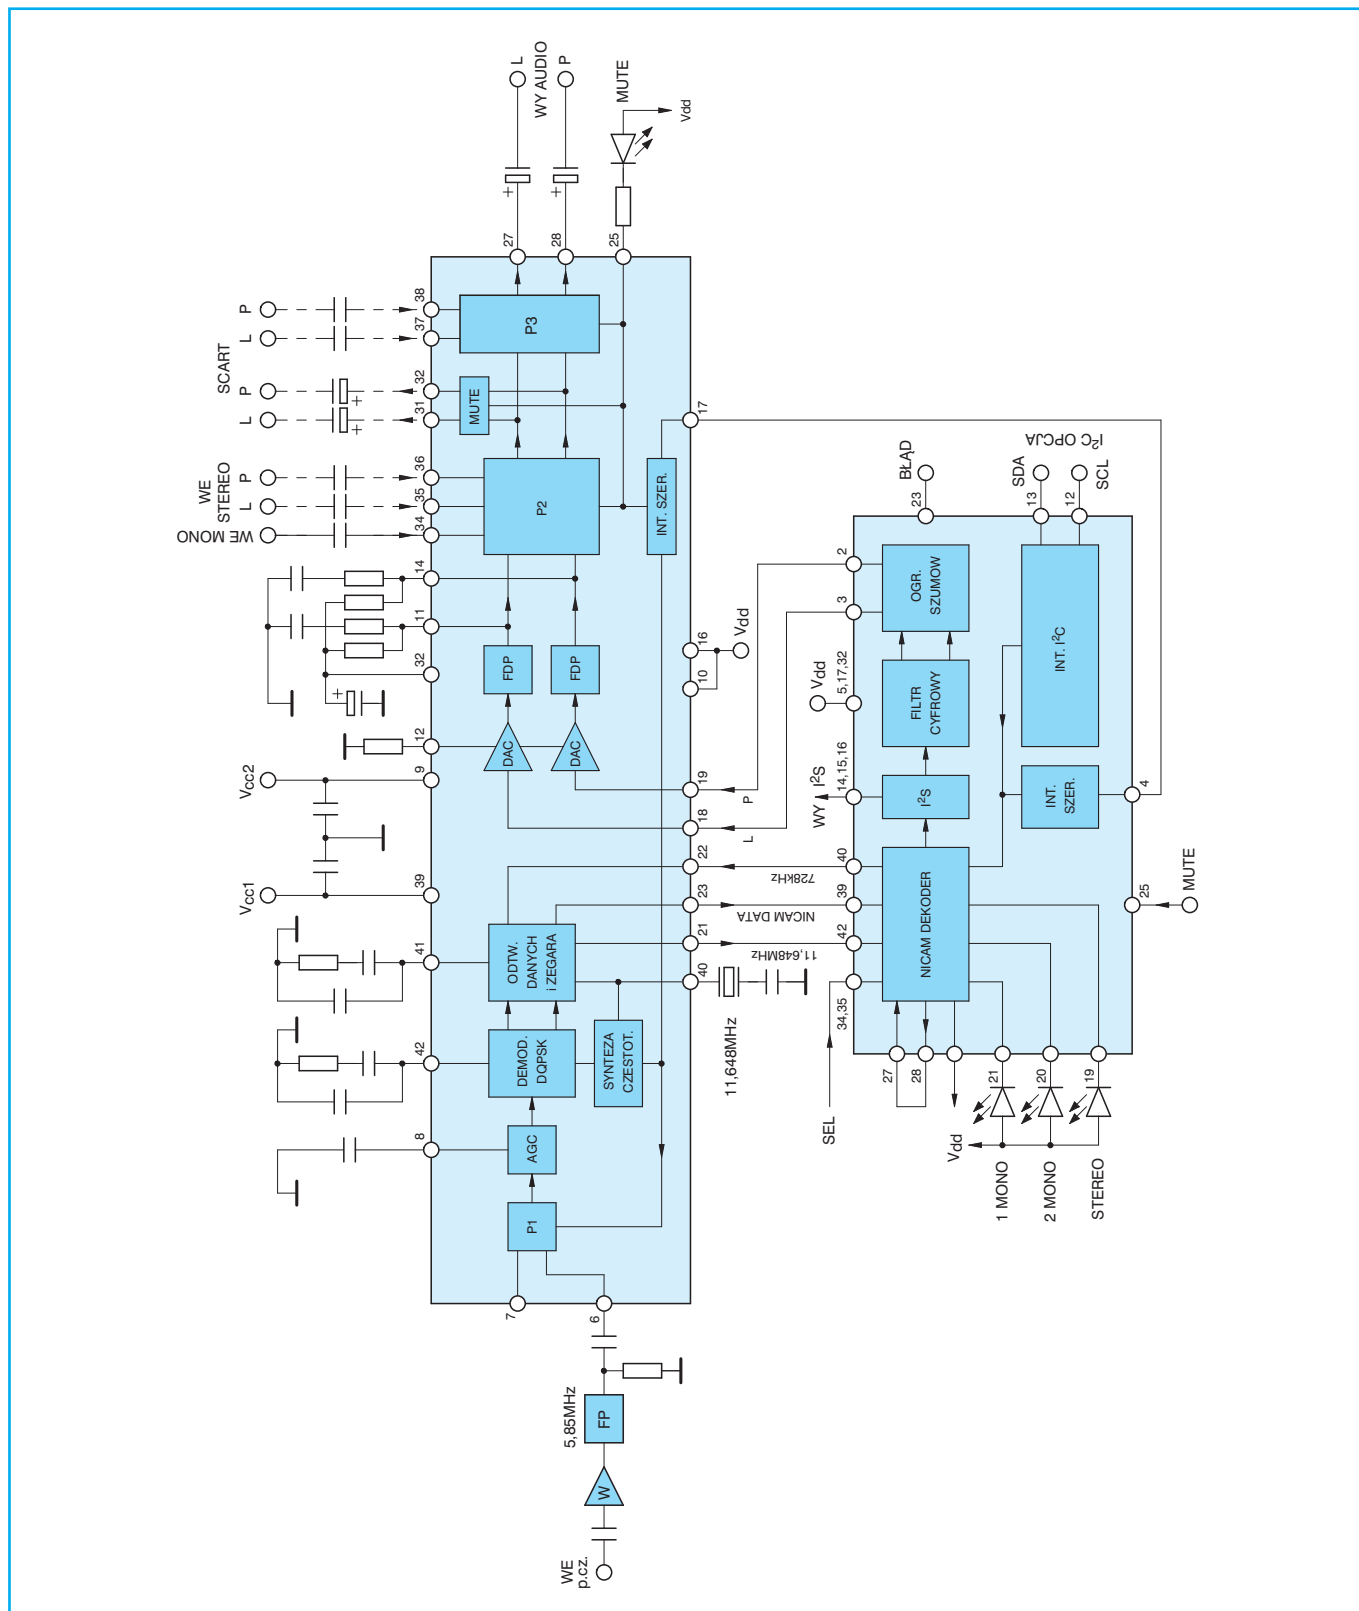 L
WY AUDIO
P
MUTE
Vdd
27
28
25
P
L
SCART
P
L
WE
STEREO
P
L
WE MONO
38
37
32
31
36
35
34
14
11
32
12
9
39
41
42
8
Vcc2
Vcc1
P3
MUTE
P2
INT. SZER.
FDP
FDP
DAC
DAC
ODTW.
DANYCH
i ZEGARA
DEMOD.
DQPSK
SYNTEZA
CZESTOT.
AGC
P1
17
16
10
Vdd
19
P
18
L
22
728kHz
23
NICAM DATA
21
11,648MHz
40
11,648MHz
7
6
5,85MHz
FP
W
WE
p.cz.
BŁĄD
23
SDA
13
I²C OPCJA
SCL
12
2
3
Vdd
5,17,32
WY I²S
14,15,16
40
39
42
34,35
SEL
OGR.
SZUMOW
FILTR
CYFROWY
I²S
NICAM DEKODER
INT. I²C
INT.
SZER.
4
25
MUTE
27
28
21
20
19
Vdd
1 MONO
2 MONO
STEREO